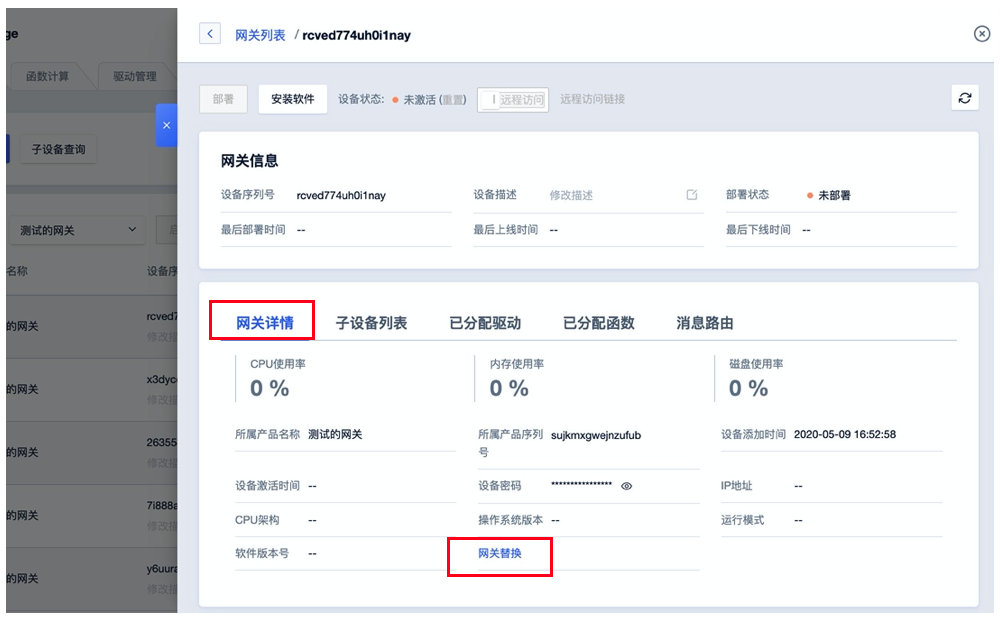 网关列表 / rcved774uh0i1nay
函数计算 驱动管理
部署 安装软件 设备状态: 未激活 (重置) 远程访问 远程访问链接
子设备查询
网关信息
设备序列号 rcved774uh0i1nay 设备描述 修改描述 部署状态 未部署
最后部署时间 -- 最后上线时间 -- 最后下线时间 --
测试的网关
名称 设备序
网关详情 子设备列表 已分配驱动 已分配函数 消息路由
的网关 rcved7
修改描
CPU使用率 内存使用率 磁盘使用率
0 % 0 % 0 %
的网关 x3dyc
修改描
所属产品名称 测试的网关 所属产品序列号 sujkmxgwejnzufub 设备添加时间 2020-05-09 16:52:58
的网关 26355
修改描
设备激活时间 -- 设备密码 *************** IP地址 --
的网关 7i888a
修改描
CPU架构 -- 操作系统版本 -- 运行模式 --
软件版本号 -- 网关替换
的网关 y6uura
修改描